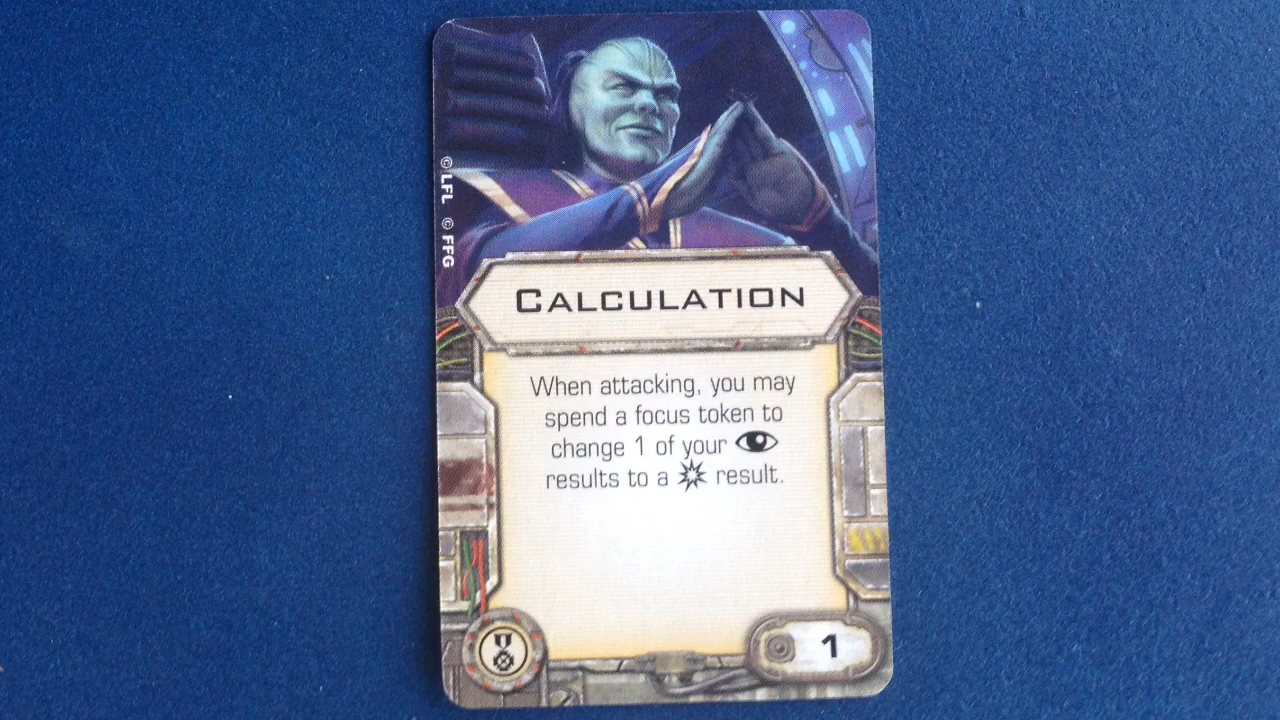 © LFL © FFG
CALCULATION
When attacking, you may
spend a focus token to
change 1 of your
results to a result.
1